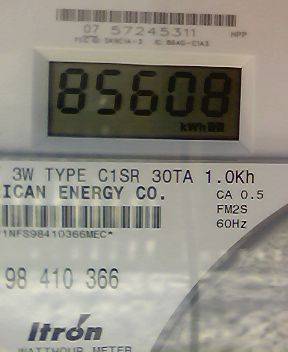 07 57245311 HPP
85608
kWh
3W TYPE C1SR 30TA 1.0Kh
ICAN ENERGY CO.
CA 0.5
FM2S
60Hz
1NFS98410366MEC*
98 410 366
Itron
WATTHOUR METER